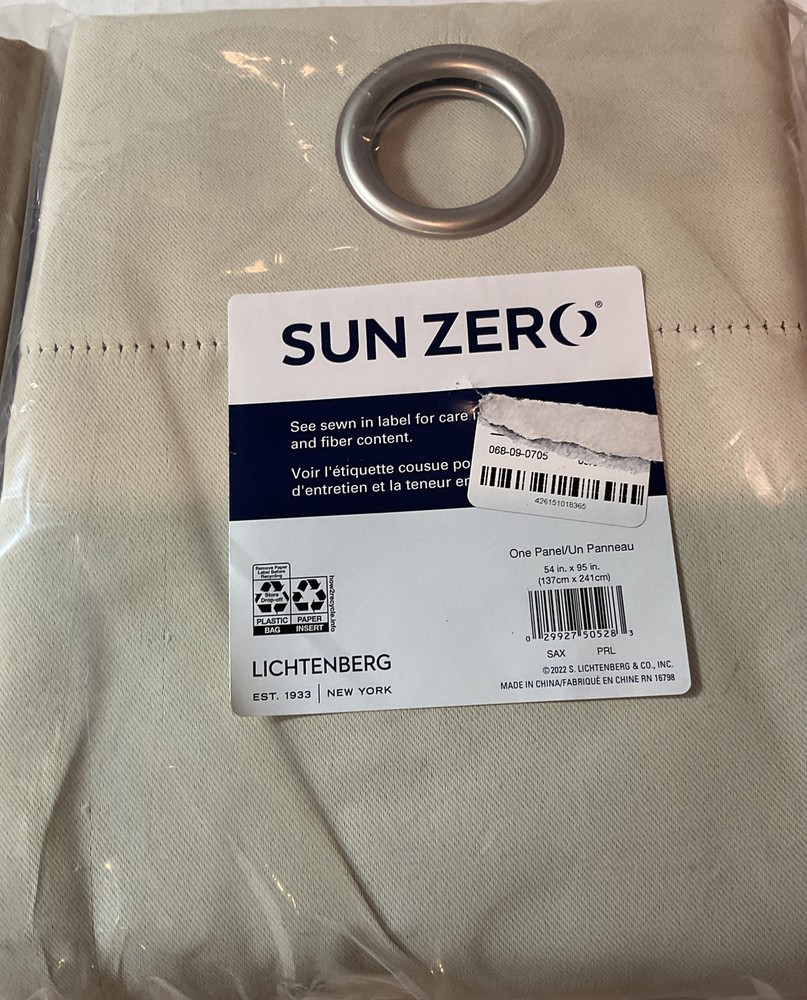 SUN ZERO®
See sewn in label for care
and fiber content.
Voir l'étiquette cousue
d'entretien et la teneur
068-09-0705
426151018365
One Panel/Un Panneau
54 in. x 95 in.
(137cm x 241cm)
0 29927 50528 3
SAX PRL
Remove Paper
Label Before
Recycling
Store
Drop-off
PLASTIC
BAG
PAPER
INSERT
how2recycle.info
LICHTENBERG
EST. 1933 | NEW YORK
©2022 S. LICHTENBERG & CO., INC.
MADE IN CHINA/FABRIQUÉ EN CHINE RN 16798